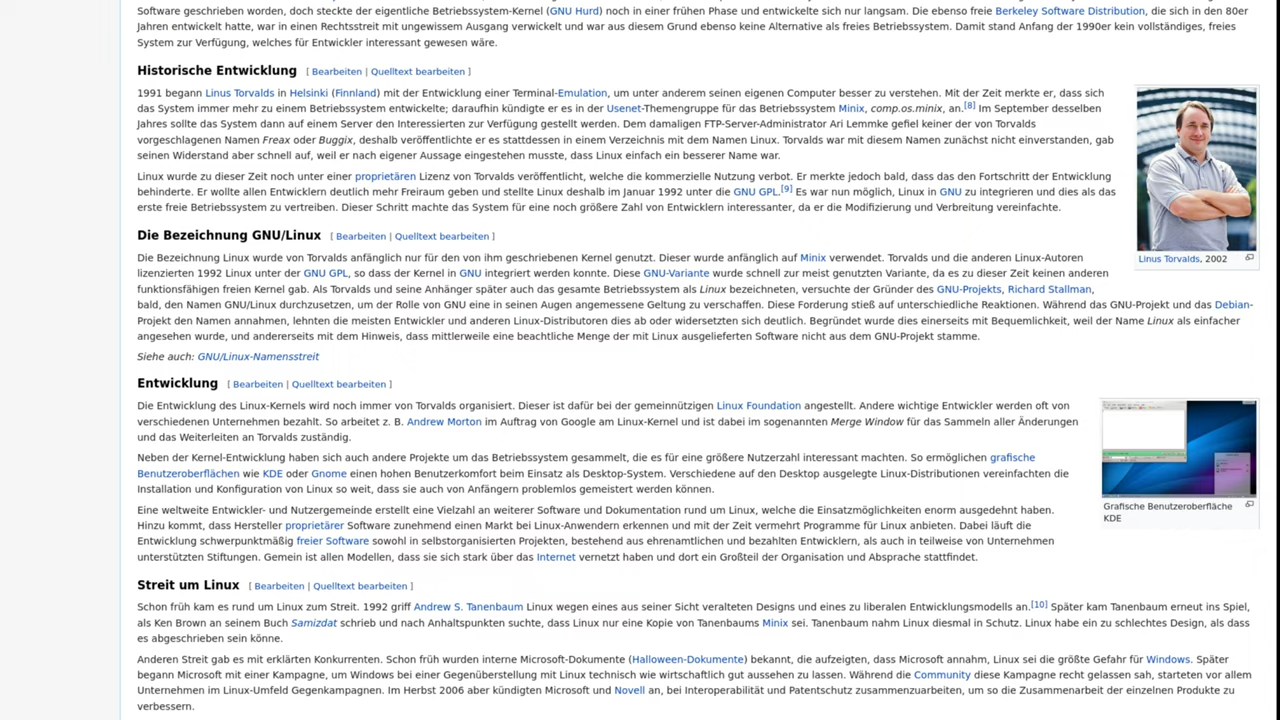 Software geschrieben worden, doch steckte der eigentliche Betriebssystem-Kernel (GNU Hurd) noch in einer frühen Phase und entwickelte sich nur langsam. Die ebenso freie Berkeley Software Distribution, die sich in den 80er
Jahren entwickelt hatte, war in einen Rechtsstreit mit ungewissem Ausgang verwickelt und war aus diesem Grund ebenso keine Alternative als freies Betriebssystem. Damit stand Anfang der 1990er kein vollständiges, freies
System zur Verfügung, welches für Entwickler interessant gewesen wäre.
Historische Entwicklung [ Bearbeiten | Quelltext bearbeiten ]
1991 begann Linus Torvalds in Helsinki (Finnland) mit der Entwicklung einer Terminal-Emulation, um unter anderem seinen eigenen Computer besser zu verstehen. Mit der Zeit merkte er, dass sich
das System immer mehr zu einem Betriebssystem entwickelte; daraufhin kündigte er es in der Usenet-Themengruppe für das Betriebssystem Minix, comp.os.minix, an.[8] Im September desselben
Jahres sollte das System dann auf einem Server den Interessierten zur Verfügung gestellt werden. Dem damaligen FTP-Server-Administrator Ari Lemmke gefiel keiner der von Torvalds
vorgeschlagenen Namen Freax oder Buggix, deshalb veröffentlichte er es stattdessen in einem Verzeichnis mit dem Namen Linux. Torvalds war mit diesem Namen zunächst nicht einverstanden, gab
seinen Widerstand aber schnell auf, weil er nach eigener Aussage eingestehen musste, dass Linux einfach ein besserer Name war.
Linux wurde zu dieser Zeit noch unter einer proprietären Lizenz von Torvalds veröffentlicht, welche die kommerzielle Nutzung verbot. Er merkte jedoch bald, dass das den Fortschritt der Entwicklung
behinderte. Er wollte allen Entwicklern deutlich mehr Freiraum geben und stellte Linux deshalb im Januar 1992 unter die GNU GPL.[9] Es war nun möglich, Linux in GNU zu integrieren und dies als das
erste freie Betriebssystem zu vertreiben. Dieser Schritt machte das System für eine noch größere Zahl von Entwicklern interessanter, da er die Modifizierung und Verbreitung vereinfachte.
Linus Torvalds, 2002
Die Bezeichnung GNU/Linux [ Bearbeiten | Quelltext bearbeiten ]
Die Bezeichnung Linux wurde von Torvalds anfänglich nur für den von ihm geschriebenen Kernel genutzt. Dieser wurde anfänglich auf Minix verwendet. Torvalds und die anderen Linux-Autoren
lizenzierten 1992 Linux unter der GNU GPL, so dass der Kernel in GNU integriert werden konnte. Diese GNU-Variante wurde schnell zur meist genutzten Variante, da es zu dieser Zeit keinen anderen
funktionsfähigen freien Kernel gab. Als Torvalds und seine Anhänger später auch das gesamte Betriebssystem als Linux bezeichneten, versuchte der Gründer des GNU-Projekts, Richard Stallman,
bald, den Namen GNU/Linux durchzusetzen, um der Rolle von GNU eine in seinen Augen angemessene Geltung zu verschaffen. Diese Forderung stieß auf unterschiedliche Reaktionen. Während das GNU-Projekt und das Debian-
Projekt den Namen annahmen, lehnten die meisten Entwickler und anderen Linux-Distributoren dies ab oder widersetzten sich deutlich. Begründet wurde dies einerseits mit Bequemlichkeit, weil der Name Linux als einfacher
angesehen wurde, und andererseits mit dem Hinweis, dass mittlerweile eine beachtliche Menge der mit Linux ausgelieferten Software nicht aus dem GNU-Projekt stamme.
Siehe auch: GNU/Linux-Namensstreit
Entwicklung [ Bearbeiten | Quelltext bearbeiten ]
Die Entwicklung des Linux-Kernels wird noch immer von Torvalds organisiert. Dieser ist dafür bei der gemeinnützigen Linux Foundation angestellt. Andere wichtige Entwickler werden oft von
verschiedenen Unternehmen bezahlt. So arbeitet z. B. Andrew Morton im Auftrag von Google am Linux-Kernel und ist dabei im sogenannten Merge Window für das Sammeln aller Änderungen
und das Weiterleiten an Torvalds zuständig.
Neben der Kernel-Entwicklung haben sich auch andere Projekte um das Betriebssystem gesammelt, die es für eine größere Nutzerzahl interessant machten. So ermöglichen grafische
Benutzeroberflächen wie KDE oder Gnome einen hohen Benutzerkomfort beim Einsatz als Desktop-System. Verschiedene auf den Desktop ausgelegte Linux-Distributionen vereinfachten die
Installation und Konfiguration von Linux so weit, dass sie auch von Anfängern problemlos gemeistert werden können.
Eine weltweite Entwickler- und Nutzergemeinde erstellt eine Vielzahl an weiterer Software und Dokumentation rund um Linux, welche die Einsatzmöglichkeiten enorm ausgedehnt haben.
Hinzu kommt, dass Hersteller proprietärer Software zunehmend einen Markt bei Linux-Anwendern erkennen und mit der Zeit vermehrt Programme für Linux anbieten. Dabei läuft die
Entwicklung schwerpunktmäßig freier Software sowohl in selbstorganisierten Projekten, bestehend aus ehrenamtlichen und bezahlten Entwicklern, als auch in teilweise von Unternehmen
unterstützten Stiftungen. Gemein ist allen Modellen, dass sie sich stark über das Internet vernetzt haben und dort ein Großteil der Organisation und Absprache stattfindet.
Grafische Benutzeroberfläche
KDE
Streit um Linux [ Bearbeiten | Quelltext bearbeiten ]
Schon früh kam es rund um Linux zum Streit. 1992 griff Andrew S. Tanenbaum Linux wegen eines aus seiner Sicht veralteten Designs und eines zu liberalen Entwicklungsmodells an.[10] Später kam Tanenbaum erneut ins Spiel,
als Ken Brown an seinem Buch Samizdat schrieb und nach Anhaltspunkten suchte, dass Linux nur eine Kopie von Tanenbaums Minix sei. Tanenbaum nahm Linux diesmal in Schutz. Linux habe ein zu schlechtes Design, als dass
es abgeschrieben sein könne.
Anderen Streit gab es mit erklärten Konkurrenten. Schon früh wurden interne Microsoft-Dokumente (Halloween-Dokumente) bekannt, die aufzeigten, dass Microsoft annahm, Linux sei die größte Gefahr für Windows. Später
begann Microsoft mit einer Kampagne, um Windows bei einer Gegenüberstellung mit Linux technisch wie wirtschaftlich gut aussehen zu lassen. Während die Community diese Kampagne recht gelassen sah, starteten vor allem
Unternehmen im Linux-Umfeld Gegenkampagnen. Im Herbst 2006 aber kündigten Microsoft und Novell an, bei Interoperabilität und Patentschutz zusammenzuarbeiten, um so die Zusammenarbeit der einzelnen Produkte zu
verbessern.